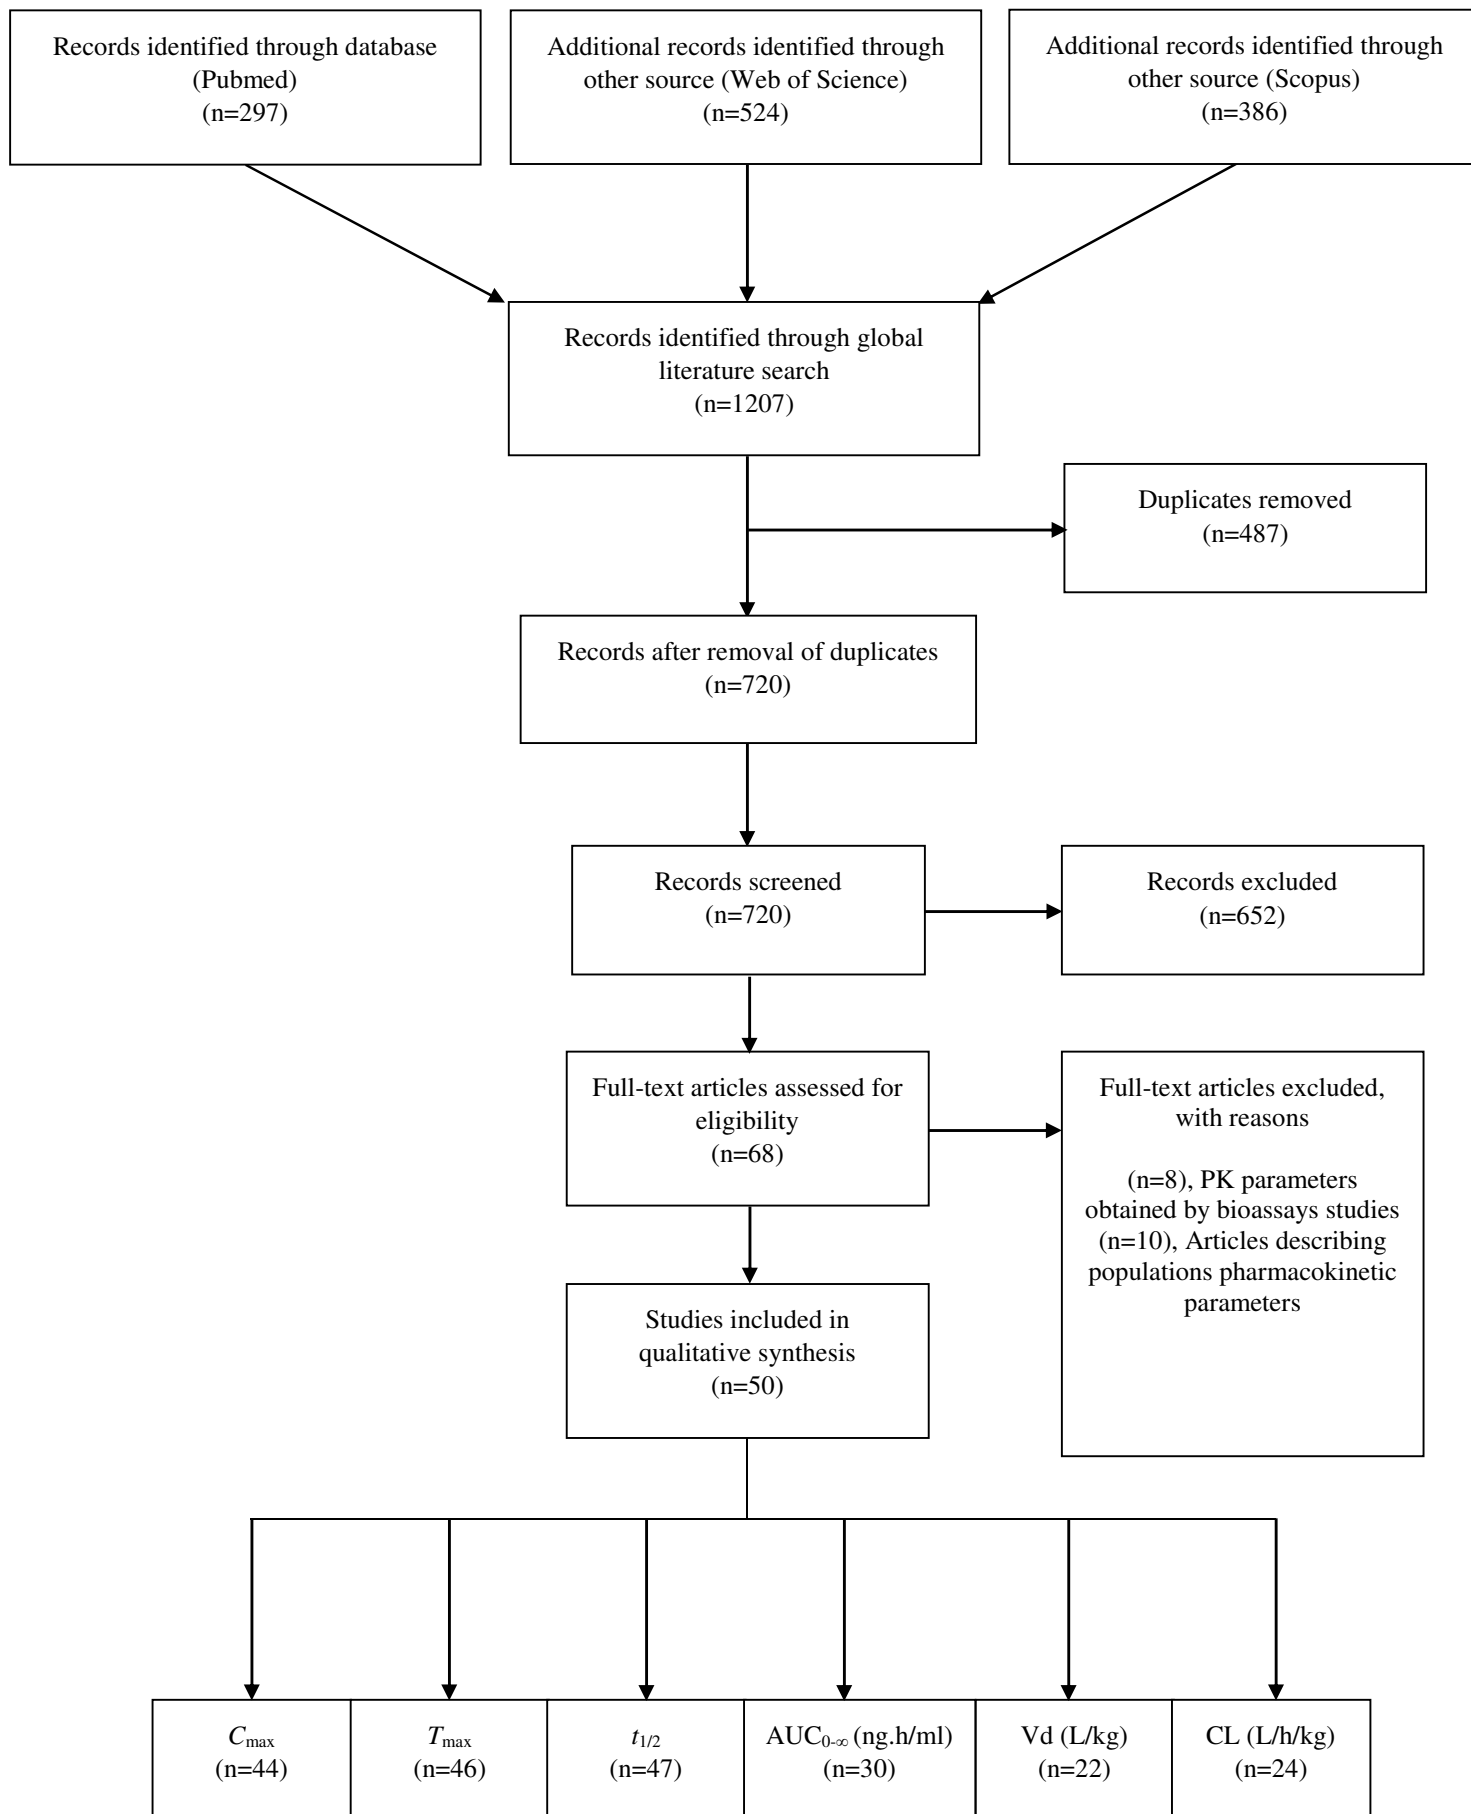 Records identified through database
(Pubmed)
(n=297)
Additional records identified through
other source (Web of Science)
(n=524)
Additional records identified through
other source (Scopus)
(n=386)
Records identified through global
literature search
(n=1207)
Duplicates removed
(n=487)
Records after removal of duplicates
(n=720)
Records screened
(n=720)
Records excluded
(n=652)
Full-text articles assessed for
eligibility
(n=68)
Full-text articles excluded,
with reasons
(n=8), PK parameters
obtained by bioassays studies
(n=10), Articles describing
populations pharmacokinetic
parameters
Studies included in
qualitative synthesis
(n=50)
Cmax
(n=44)
Tmax
(n=46)
t1/2
(n=47)
AUC0-∞ (ng.h/ml)
(n=30)
Vd (L/kg)
(n=22)
CL (L/h/kg)
(n=24)